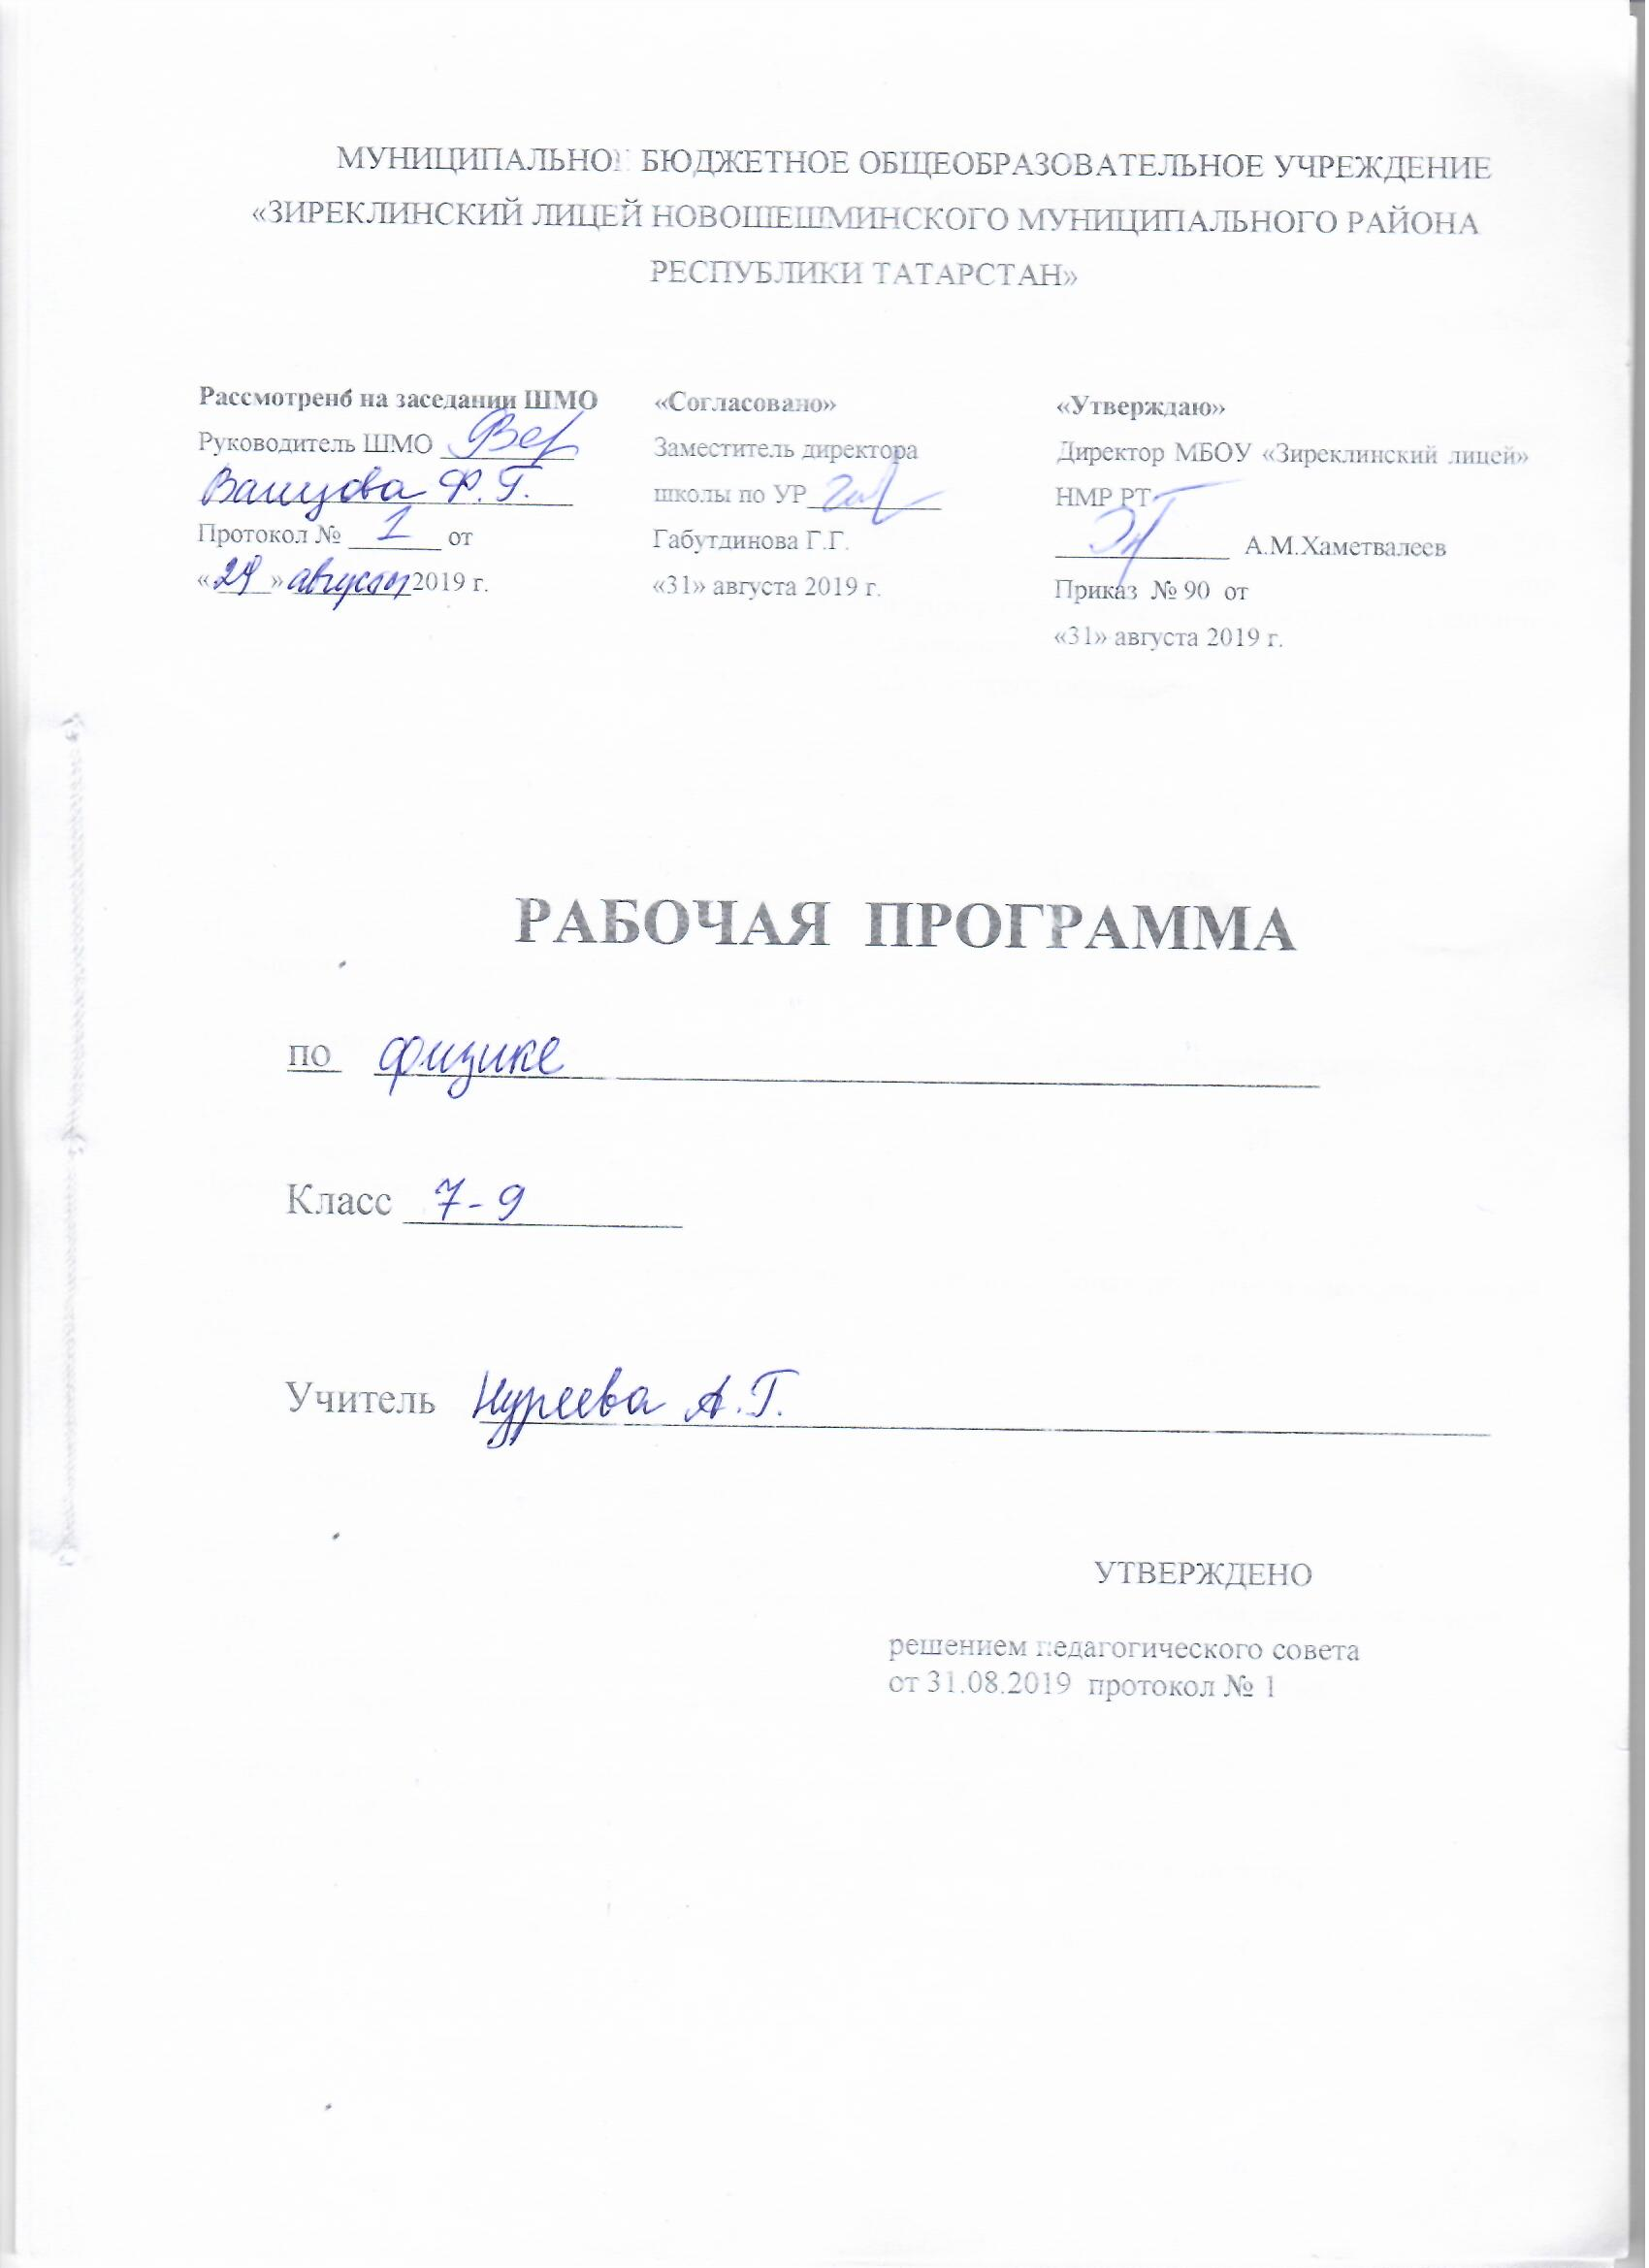 МУНИЦИПАЛЬНОЕ БЮДЖЕТНОЕ ОБЩЕОБРАЗОВАТЕЛЬНОЕ УЧРЕЖДЕНИЕ
«ЗИРЕКЛИНСКИЙ ЛИЦЕЙ НОВОШЕШМИНСКОГО МУНИЦИПАЛЬНОГО РАЙОНА
РЕСПУБЛИКИ ТАТАРСТАН»
Рассмотренб на заседании ШМО
Руководитель ШМО
Ф.Г.
Протокол № 1 от
«29» августа 2019 г.
«Согласовано»
Заместитель директора
школы по УР
Габутдинова Г.Г.
«31» августа 2019 г.
«Утверждаю»
Директор МБОУ «Зиреклинский лицей»
НМР РТ
А.М.Хаметвалеев
Приказ № 90 от
«31» августа 2019 г.
РАБОЧАЯ ПРОГРАММА
по физике
Класс 7-9
Учитель Нуреева А.Г.
УТВЕРЖДЕНО
решением педагогического совета
от 31.08.2019 протокол № 1